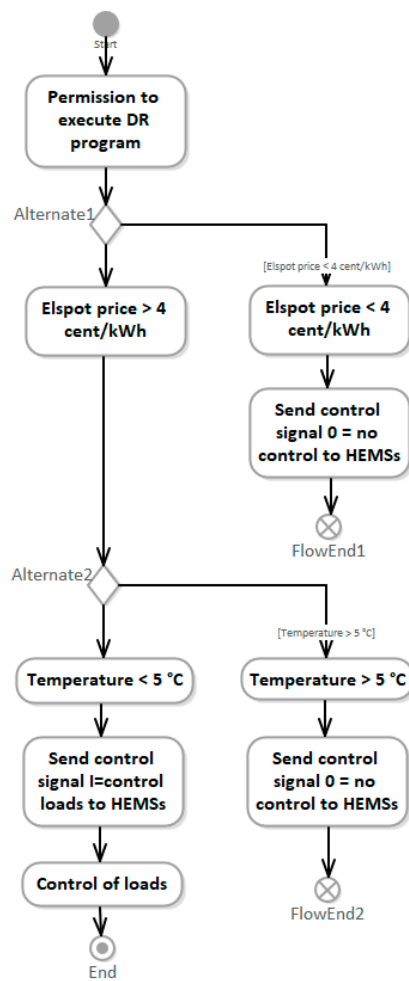 Start
Permission to
execute DR
program
Alternate1
[Elspot price < 4 cent/kWh]
Elspot price > 4
cent/kWh
Elspot price < 4
cent/kWh
Send control
signal 0 = no
control to HEMSs
FlowEnd1
Alternate2
[Temperature > 5 °C]
Temperature < 5 °C
Temperature > 5 °C
Send control
signal I=control
loads to HEMSs
Send control
signal 0 = no
control to HEMSs
Control of loads
FlowEnd2
End